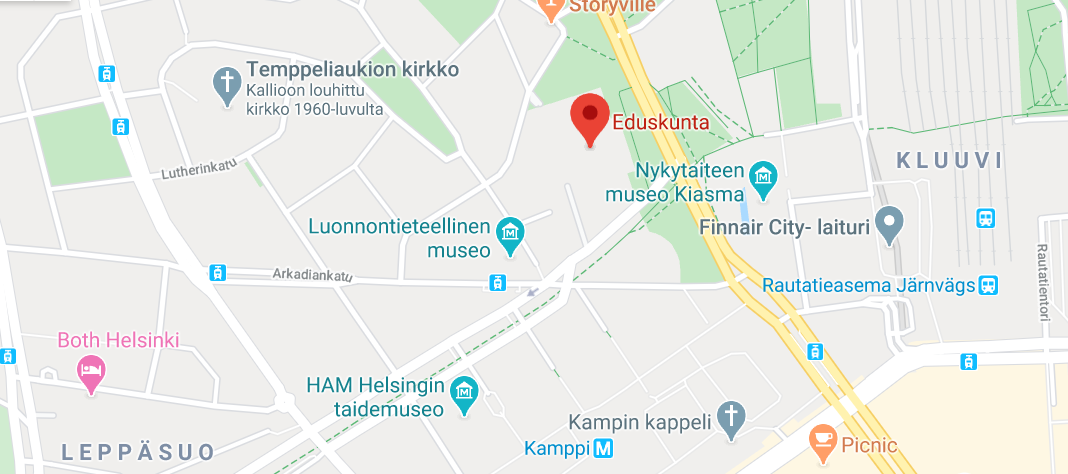 Storyville
Temppeliaukion kirkko
Kallioon louhittu
kirkko 1960-luvulta
Eduskunta
KLUUVI
Lutherinkatu
Nykytaiteen
museo Kiasma
Luonnontieteellinen
museo
Finnair City- laituri
Rautatientori
Arkadiankatu
Rautatieasema Järnvägs
Both Helsinki
HAM Helsingin
taidemuseo
Kampin kappeli
LEPPÄSUO
Kamppi M
Picnic